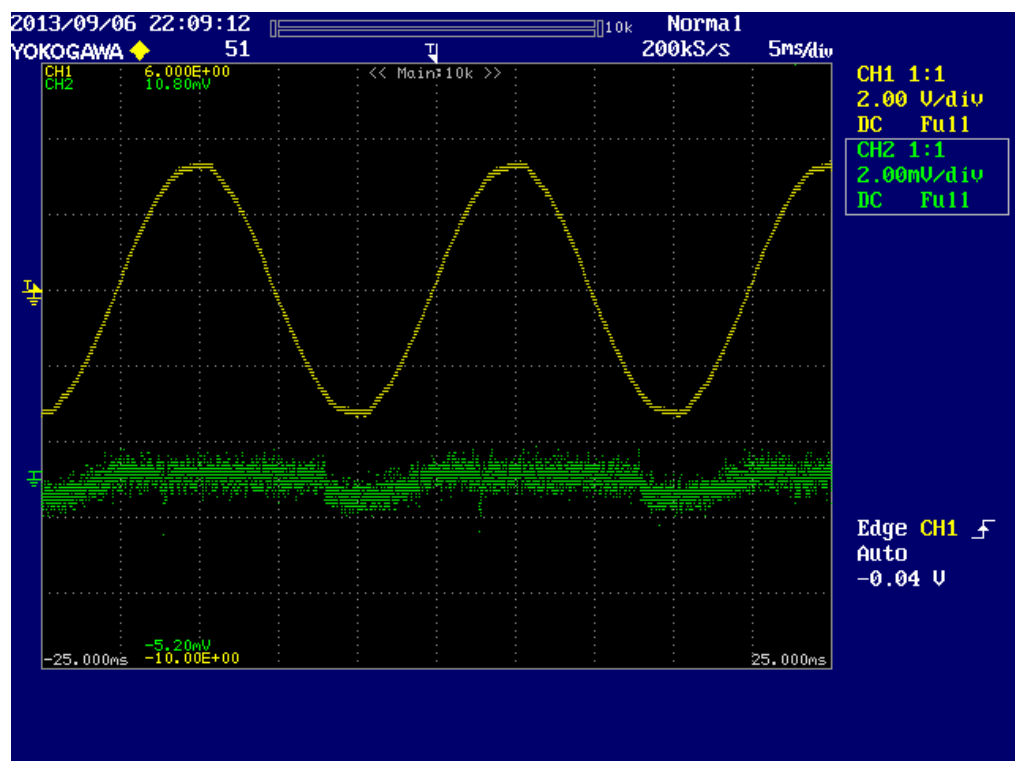 2013/09/06 22:09:12 10k Normal
YOKOGAWA 51 T 200kS/s 5ms/div
CH1 6.000E+00 << Main:10k >>
CH2 10.80mV
CH1 1:1
2.00 V/div
DC Full
CH2 1:1
2.00mV/div
DC Full
T
Edge CH1
Auto
-0.04 V
-5.20mV
-25.000ms -10.00E+00 25.000ms